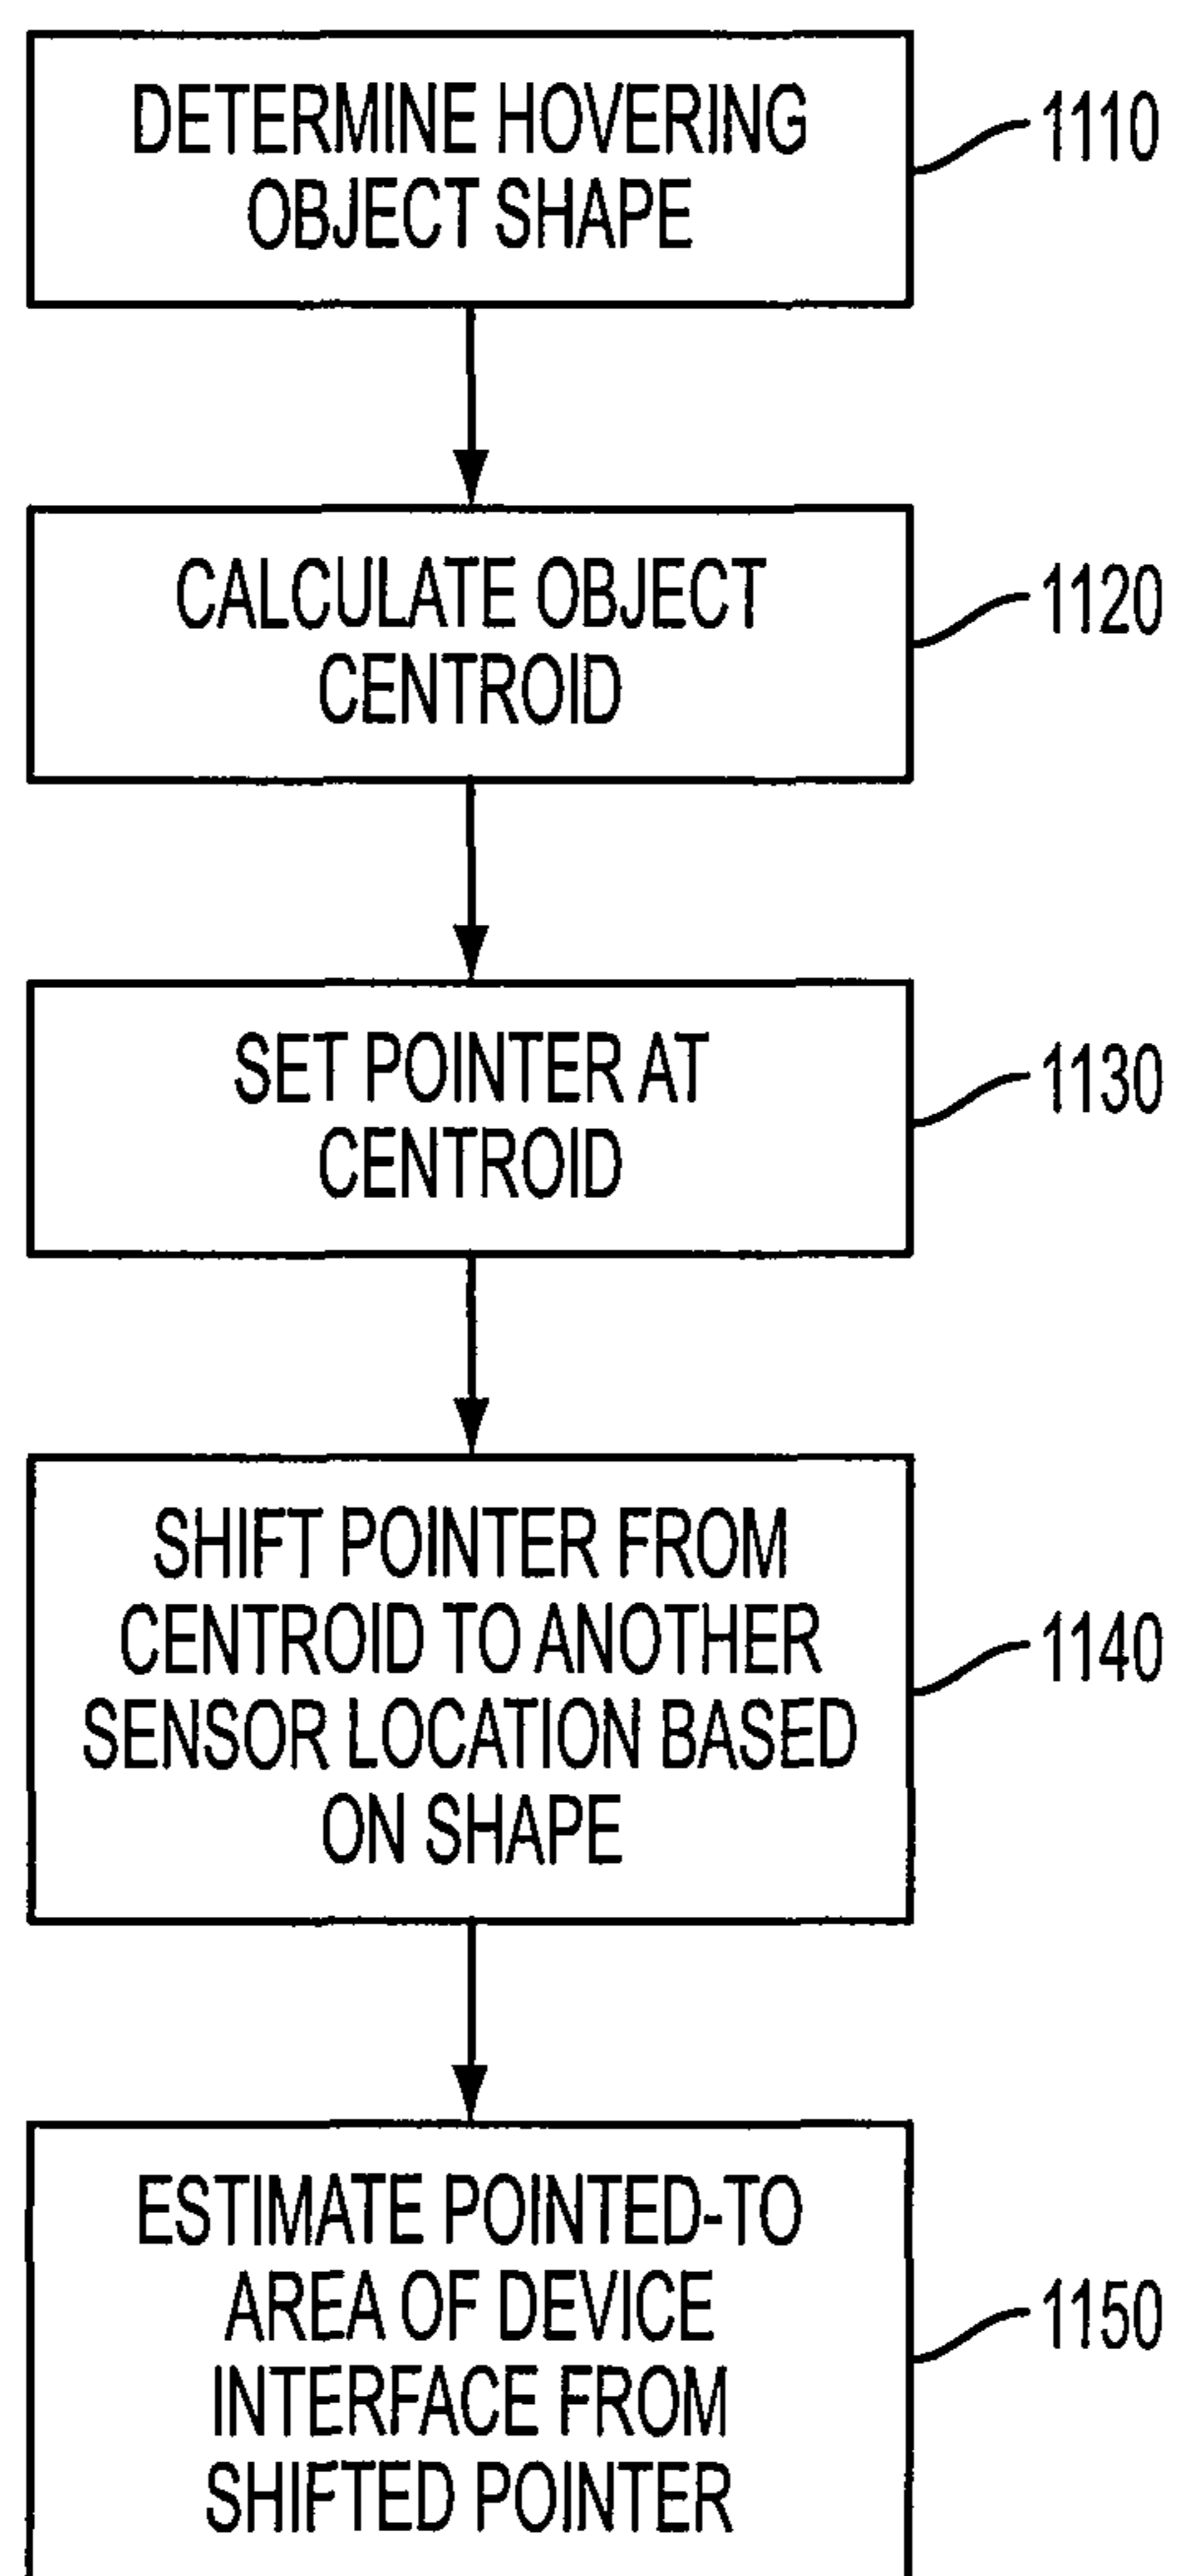 DETERMINE HOVERING
OBJECT SHAPE
1110
CALCULATE OBJECT
CENTROID
1120
SET POINTER AT
CENTROID
1130
SHIFT POINTER FROM
CENTROID TO ANOTHER
SENSOR LOCATION BASED
ON SHAPE
1140
ESTIMATE POINTED-TO
AREA OF DEVICE
INTERFACE FROM
SHIFTED POINTER
1150